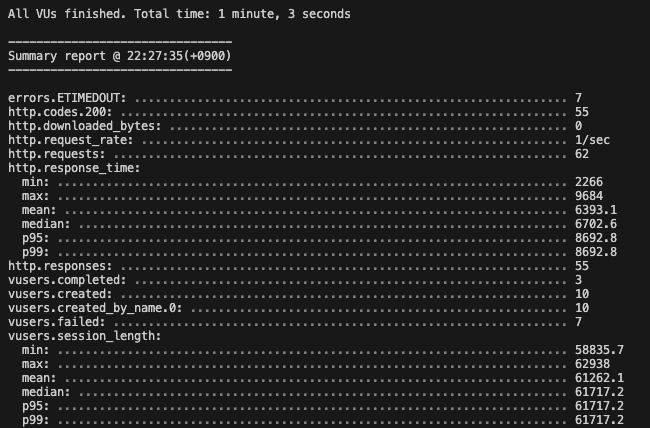 All VUs finished. Total time: 1 minute, 3 seconds
--------------------------------
Summary report @ 22:27:35(+0900)
--------------------------------
errors.ETIMEDOUT: .............................................................. 7
http.codes.200: ................................................................ 55
http.downloaded_bytes: ......................................................... 0
http.request_rate: ............................................................. 1/sec
http.requests: ................................................................. 62
http.response_time:
  min: ......................................................................... 2266
  max: ......................................................................... 9684
  mean: ........................................................................ 6393.1
  median: ...................................................................... 6702.6
  p95: ......................................................................... 8692.8
  p99: ......................................................................... 8692.8
http.responses: ................................................................ 55
vusers.completed: .............................................................. 3
vusers.created: ................................................................ 10
vusers.created_by_name.0: ...................................................... 10
vusers.failed: ................................................................. 7
vusers.session_length:
  min: ......................................................................... 58835.7
  max: ......................................................................... 62938
  mean: ........................................................................ 61262.1
  median: ...................................................................... 61717.2
  p95: ......................................................................... 61717.2
  p99: ......................................................................... 61717.2